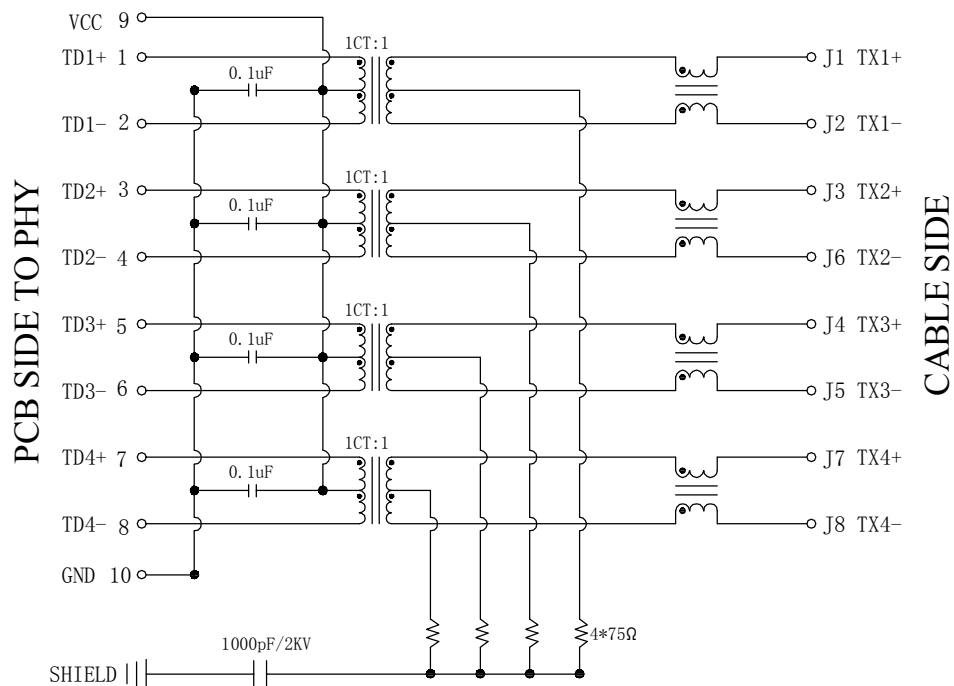 VCC 9
TD1+ 1
1CT:1
J1 TX1+
0.1uF
TD1- 2
J2 TX1-
TD2+ 3
1CT:1
J3 TX2+
0.1uF
TD2- 4
J6 TX2-
TD3+ 5
1CT:1
J4 TX3+
0.1uF
TD3- 6
J5 TX3-
TD4+ 7
1CT:1
J7 TX4+
0.1uF
TD4- 8
J8 TX4-
GND 10
4*75Ω
1000pF/2KV
SHIELD
PCB SIDE TO PHY
CABLE SIDE